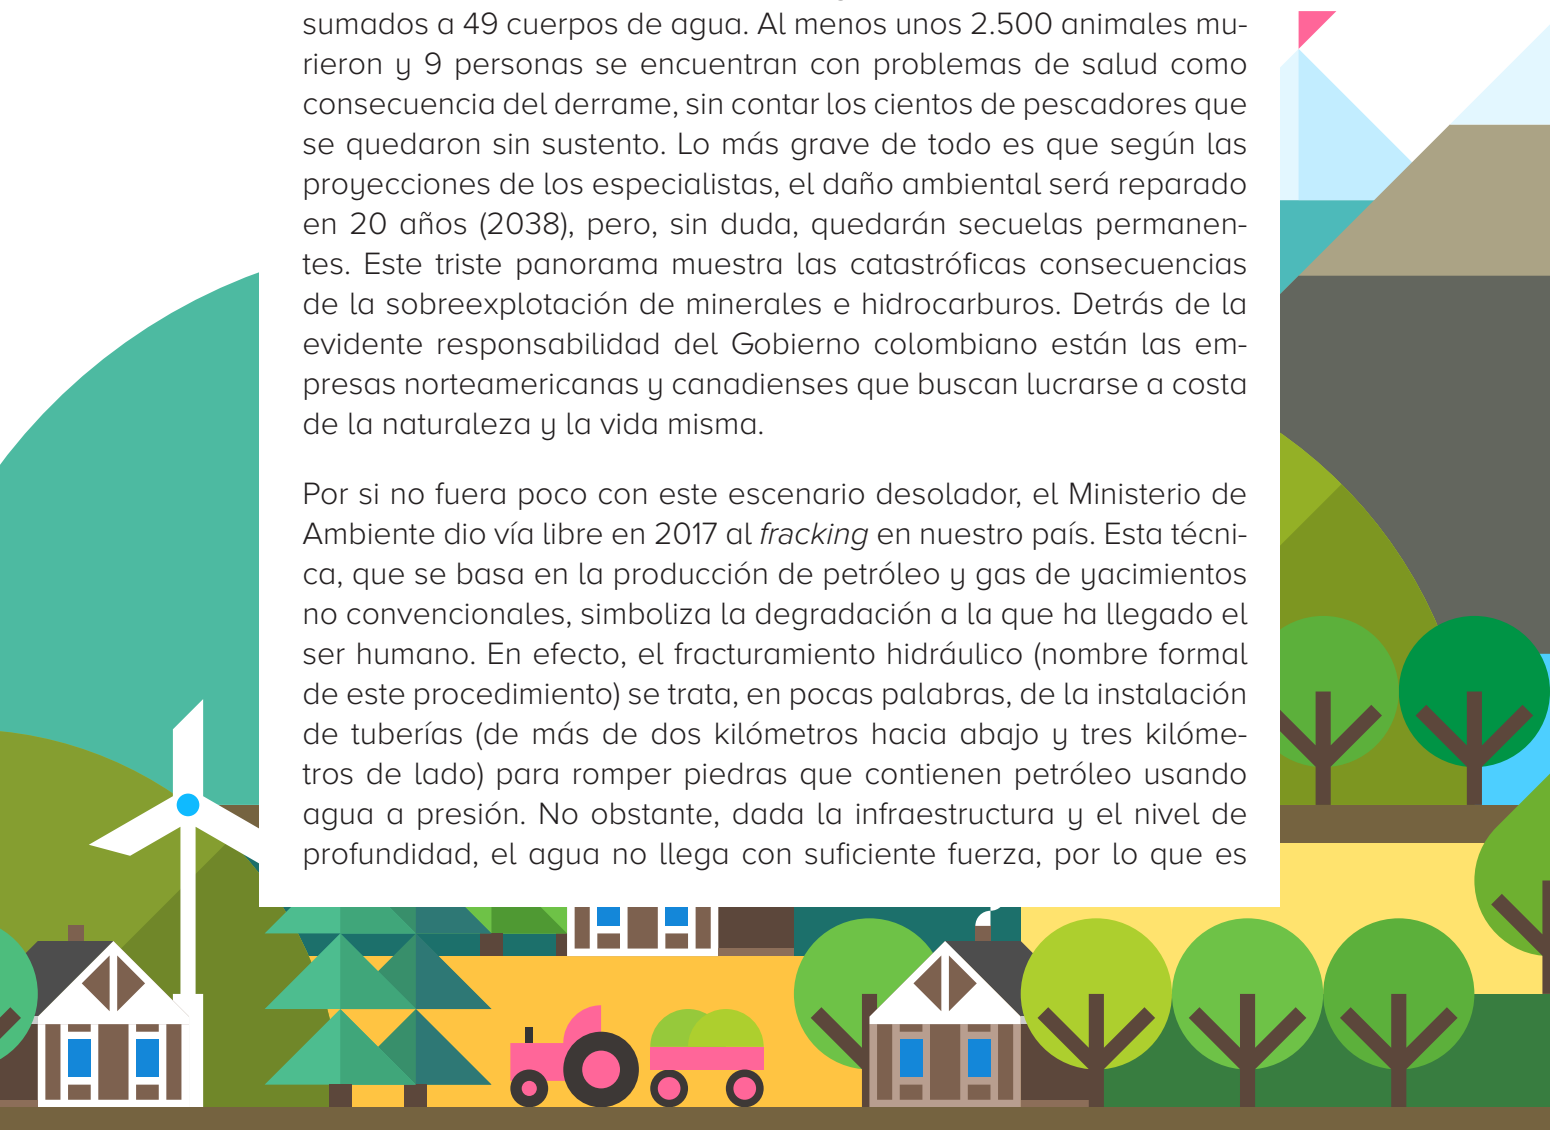 sumados a 49 cuerpos de agua. Al menos unos 2.500 animales mu-
rieron y 9 personas se encuentran con problemas de salud como
consecuencia del derrame, sin contar los cientos de pescadores que
se quedaron sin sustento. Lo más grave de todo es que según las
proyecciones de los especialistas, el daño ambiental será reparado
en 20 años (2038), pero, sin duda, quedarán secuelas permanen-
tes. Este triste panorama muestra las catastróficas consecuencias
de la sobreexplotación de minerales e hidrocarburos. Detrás de la
evidente responsabilidad del Gobierno colombiano están las em-
presas norteamericanas y canadienses que buscan lucrarse a costa
de la naturaleza y la vida misma.
Por si no fuera poco con este escenario desolador, el Ministerio de
Ambiente dio vía libre en 2017 al fracking en nuestro país. Esta técni-
ca, que se basa en la producción de petróleo y gas de yacimientos
no convencionales, simboliza la degradación a la que ha llegado el
ser humano. En efecto, el fracturamiento hidráulico (nombre formal
de este procedimiento) se trata, en pocas palabras, de la instalación
de tuberías (de más de dos kilómetros hacia abajo y tres kilóme-
tros de lado) para romper piedras que contienen petróleo usando
agua a presión. No obstante, dada la infraestructura y el nivel de
profundidad, el agua no llega con suficiente fuerza, por lo que es